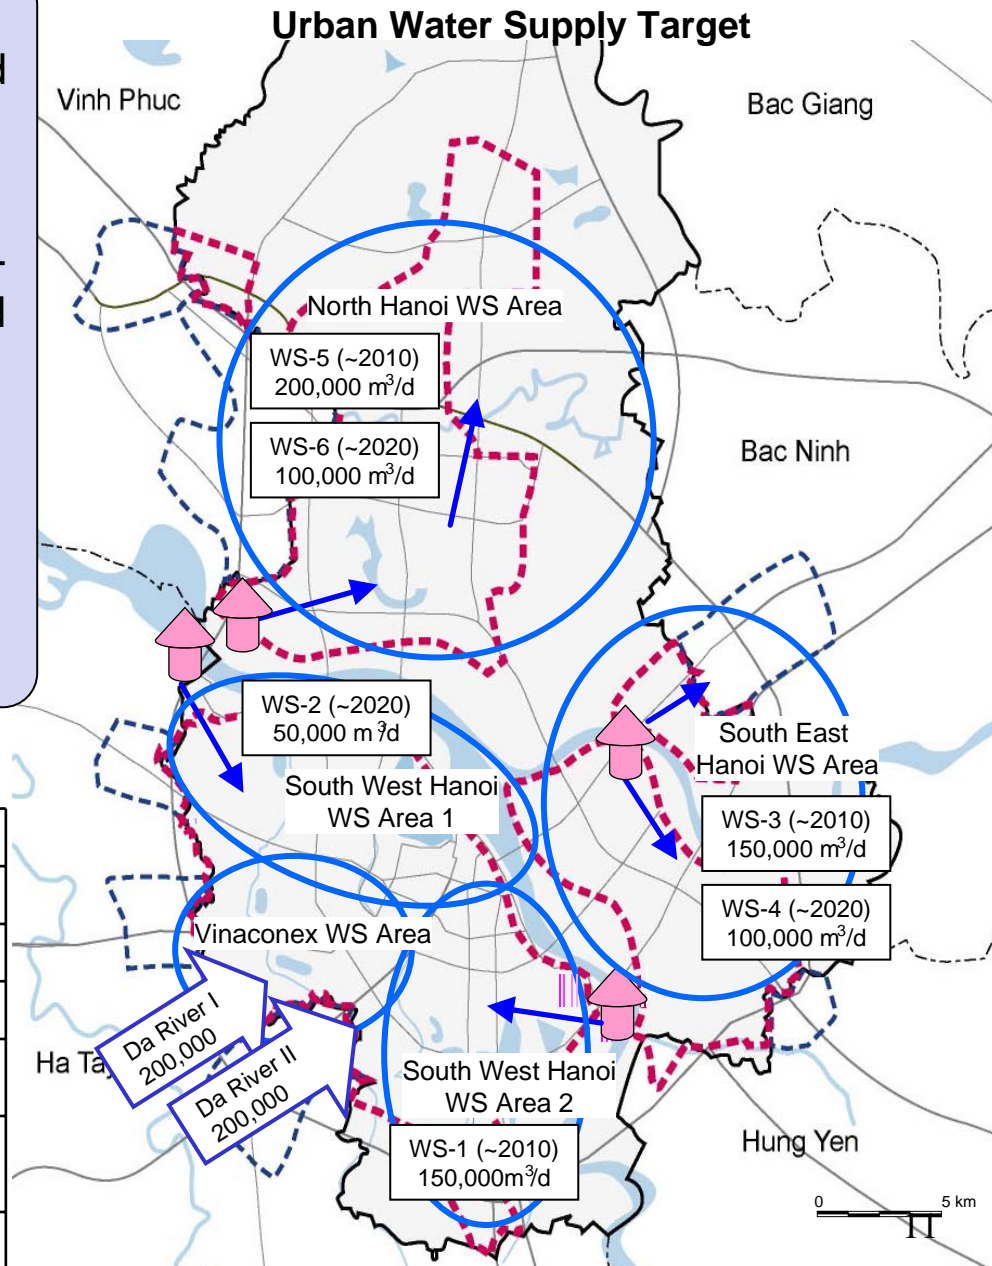 Urban Water Supply Target
d
Vinh Phuc
Bac Giang
d
North Hanoi WS Area
WS-5 (~2010)
200,000 m³/d
WS-6 (~2020)
100,000 m³/d
Bac Ninh
WS-2 (~2020)
50,000 m³/d
South West Hanoi
WS Area 1
South East
Hanoi WS Area
WS-3 (~2010)
150,000 m³/d
WS-4 (~2020)
100,000 m³/d
Vinaconex WS Area
Da River I
200,000
Da River II
200,000
Ha Tay
South West Hanoi
WS Area 2
WS-1 (~2010)
150,000m³/d
Hung Yen
0 5 km
11